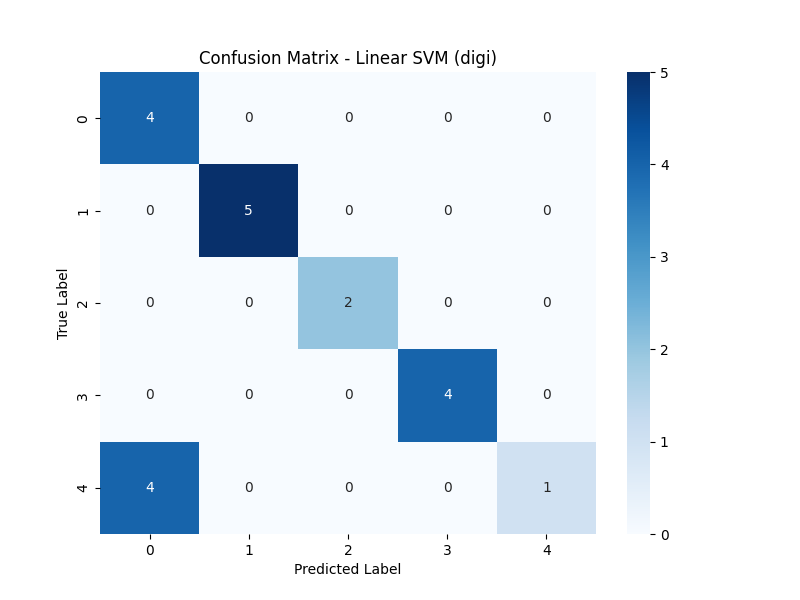 Confusion Matrix - Linear SVM (digi)
True Label
0 4 0 0 0 0
1 0 5 0 0 0
2 0 0 2 0 0
3 0 0 0 4 0
4 4 0 0 0 1
0 1 2 3 4
Predicted Label
5
4
3
2
1
0